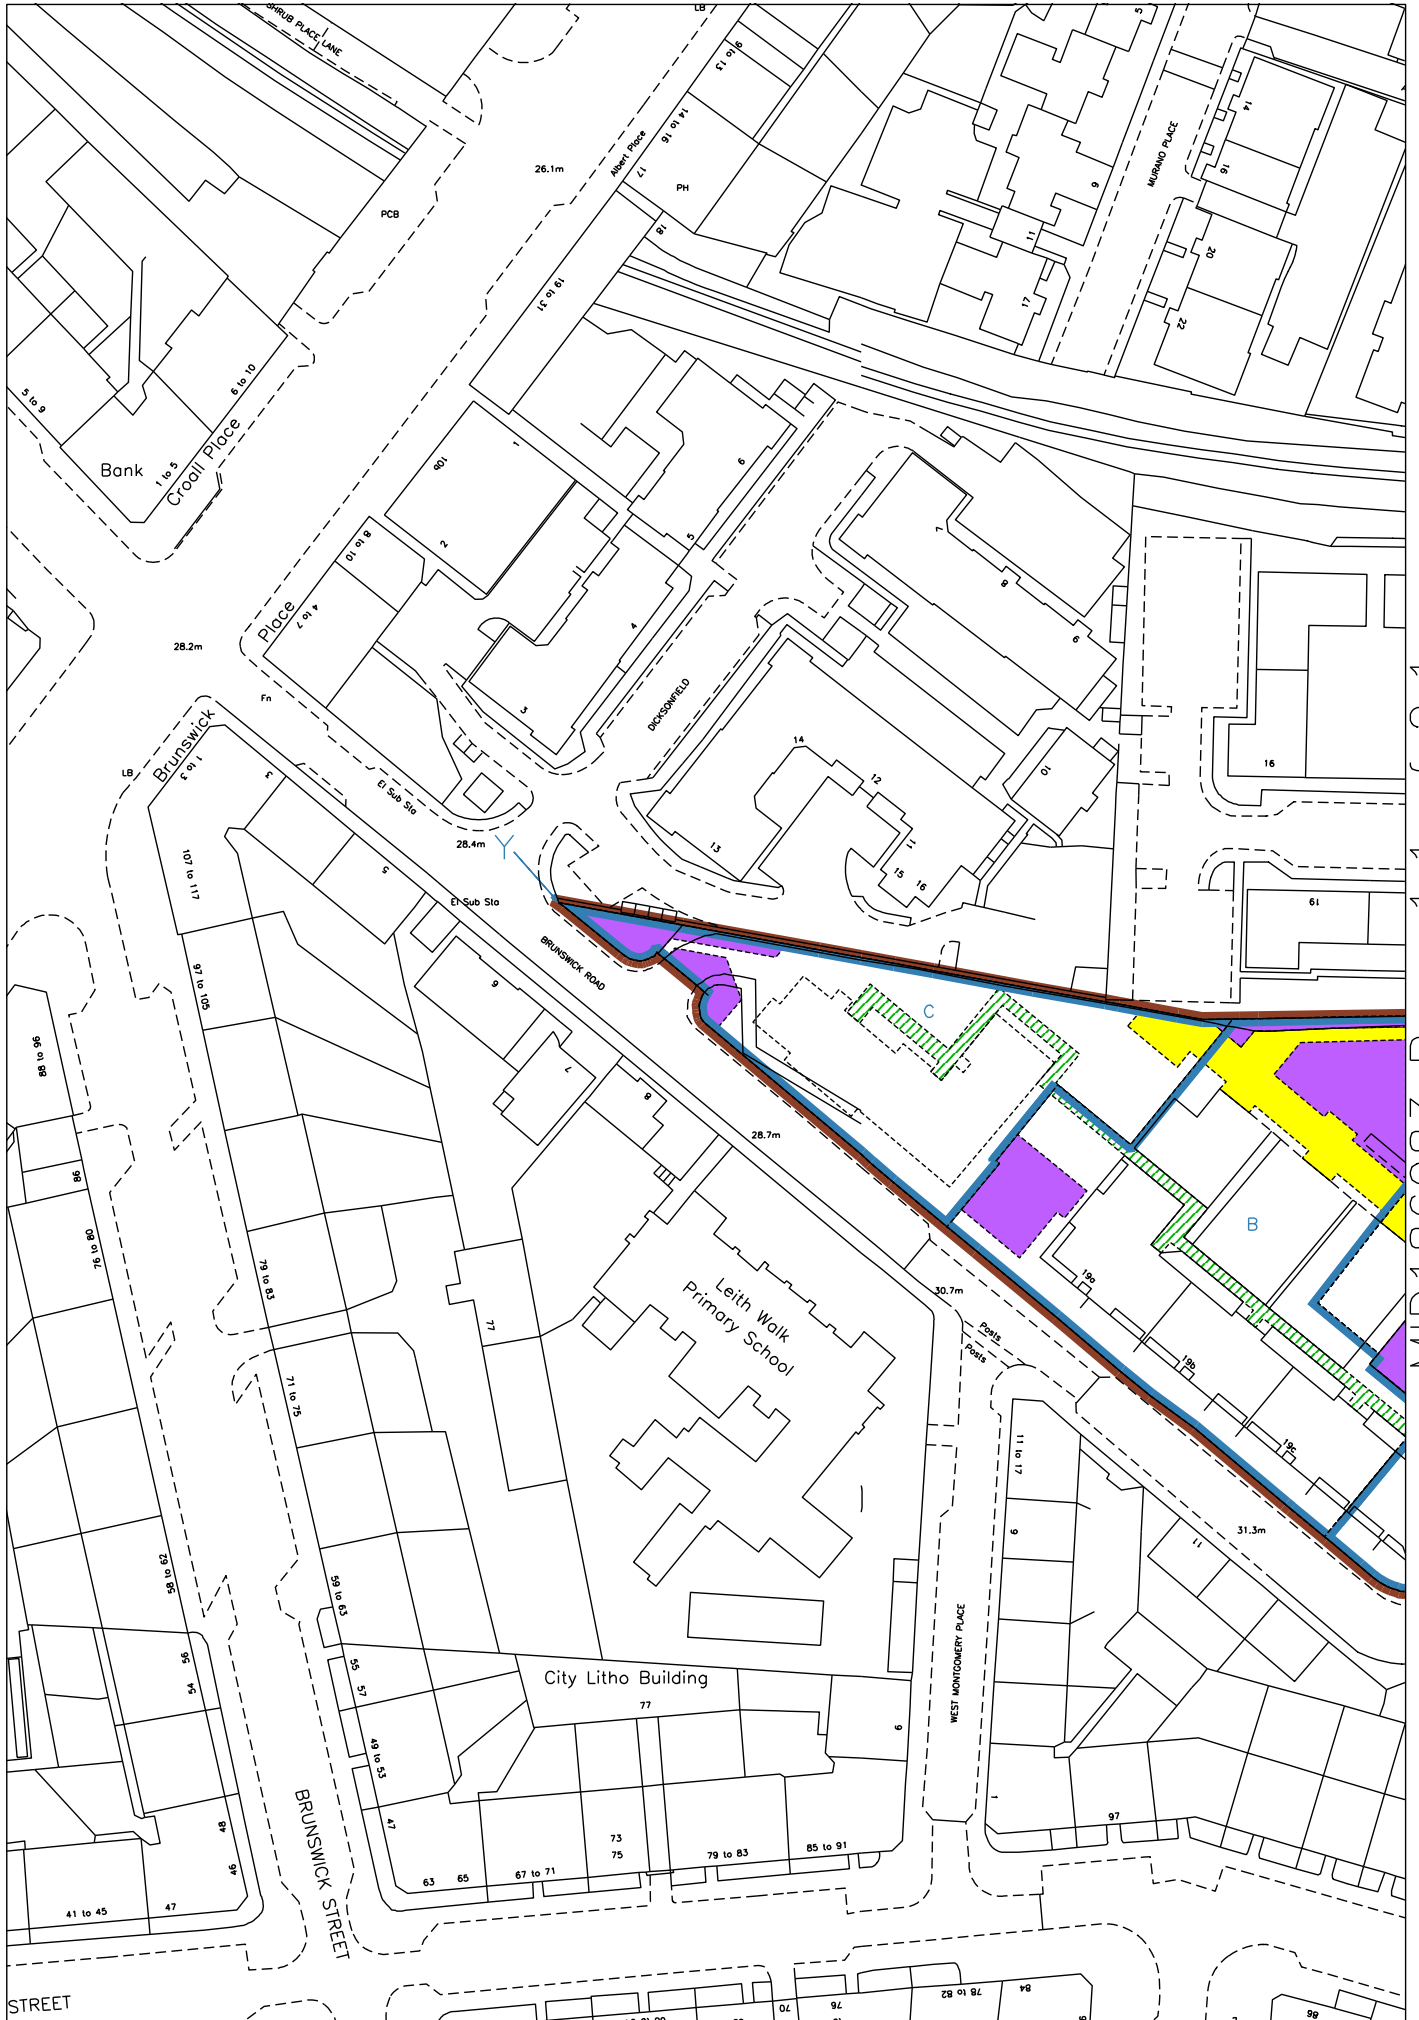 SHRUB PLACE LANE
LB
9 to 13
5
14
26.1m
Albert Place
14 to 16
17
PH
MURANO PLACE
16
9
PCB
18
11
20
19 to 31
17
22
5 to 9
6 to 10
Bank
1 to 5
Croall Place
10b
1
6
2
5
7
8 to 10
8
4 to 7
Place
4
9
28.2m
Fn
3
DICKSONFIELD
Brunswick
1 to 3
LB
3
El Sub Sta
14
12
10
16
28.4m
Y
13
11
15
16
107 to 117
5
El Sub Sta
19
BRUNSWICK ROAD
97 to 105
6
C
88 to 96
7
8
28.7m
86
76 to 80
79 to 83
B
19a
Leith Walk
Primary School
30.7m
77
Posts
Posts
19b
71 to 75
11 to 17
19c
9
31.3m
11
58 to 62
59 to 63
WEST MONTGOMERY PLACE
56
54
55
57
City Litho Building
77
9
49 to 53
1
97
47
48
46
BRUNSWICK STREET
73
75
79 to 83
85 to 91
63
65
67 to 71
41 to 45
47
STREET
70
76
78 to 82
84
86